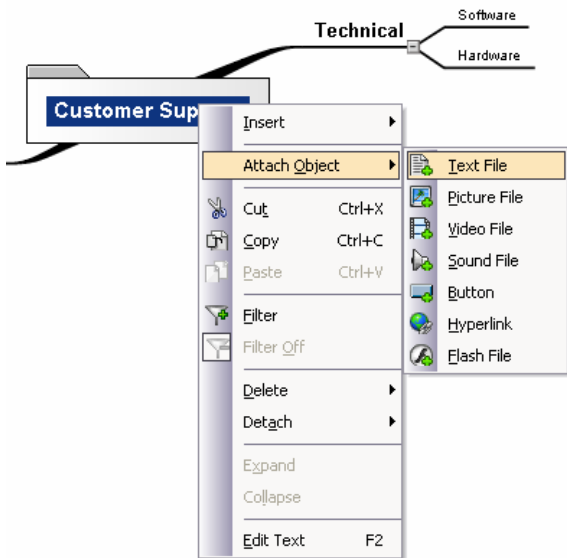 Software
Technical
Hardware
Customer Sup
Insert
Attach Object
Cut Ctrl+X
Copy Ctrl+C
Paste Ctrl+V
Filter
Filter Off
Delete
Detach
Expand
Collapse
Edit Text F2
Text File
Picture File
Video File
Sound File
Button
Hyperlink
Flash File